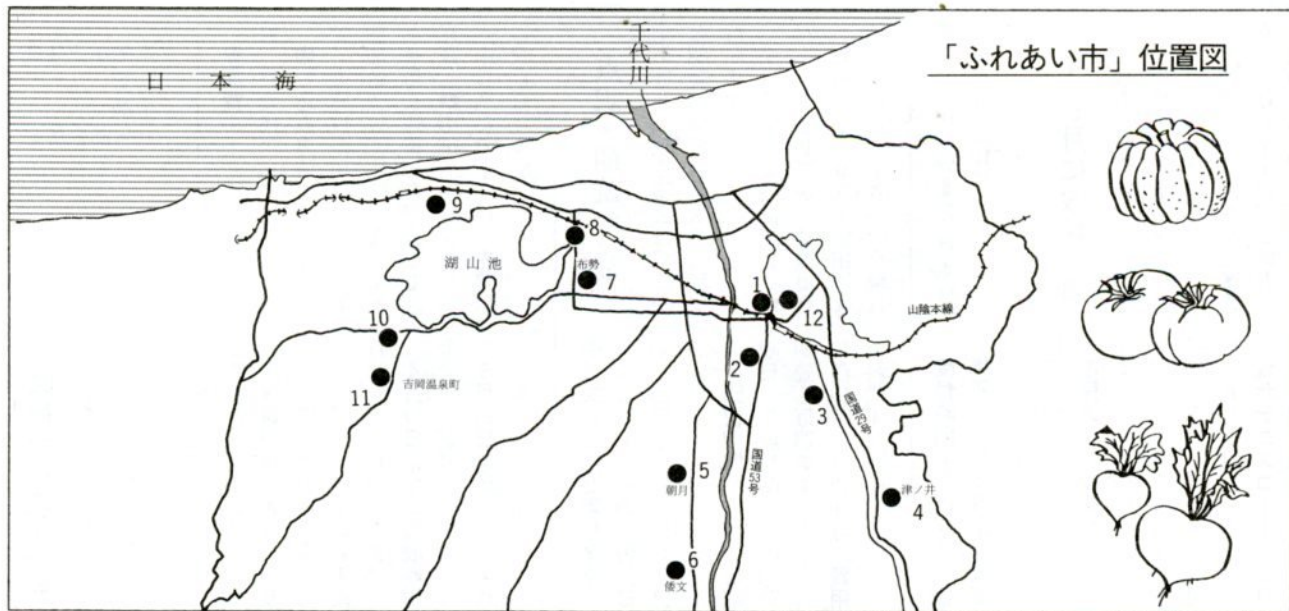 「ふれあい市」位置図
日本海
千代川
湖山池
布勢
吉岡温泉町
山陰本線
国道29号
国道53号
津ノ井
朝月
倭文
1
2
3
4
5
6
7
8
9
10
11
12